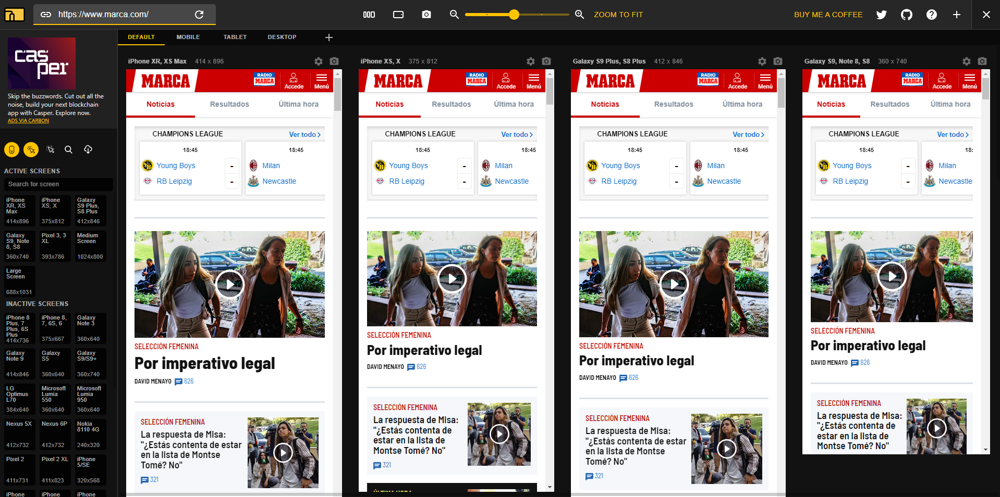 https://www.marca.com/
ZOOM TO FIT
BUY ME A COFFEE
casper
Skip the buzzwords. Cut out all the
noise, build your next blockchain
app with Casper. Explore now.
ADS VIA CARBON
ACTIVE SCREENS
Search for screen
iPhone XR, XS Max
414x896
iPhone XS, X
375x812
Galaxy S9 Plus, S8 Plus
412x846
Galaxy S9, Note 8, S8
360x740
Pixel 3, 3 XL
393x786
Medium Screen
1024x800
Large Screen
688x1031
INACTIVE SCREENS
iPhone 8 Plus, 7 Plus, 6S Plus
414x736
iPhone 8, 7, 6S, 6
375x667
Galaxy Note 3
360x640
Galaxy Note 9
414x846
Galaxy S5
360x640
Galaxy S9/S9+
360x740
LG Optimus L70
384x640
Microsoft Lumia 550
360x640
Microsoft Lumia 950
360x640
Nexus 5X
412x732
Nexus 6P
412x732
Nokia 8110 4G
240x320
Pixel 2
411x731
Pixel 2 XL
411x823
iPhone 5/SE
320x568
iPhone
iPhone
iPhone
DEFAULT MOBILE TABLET DESKTOP
iPhone XR, XS Max 414 x 896
MARCA
RADIO
MARCA
Accede
Menú
Noticias Resultados Última hora
CHAMPIONS LEAGUE Ver todo
18:45 18:45
Young Boys - Milan
RB Leipzig - Newcastle
SELECCIÓN FEMENINA
Por imperativo legal
DAVID MENAYO 626
SELECCIÓN FEMENINA
La respuesta de Misa:
"¿Estás contenta de estar
en la lista de Montse
Tomé? No"
321
iPhone XS, X 375 x 812
MARCA
RADIO
MARCA
Accede
Menú
Noticias Resultados Última hora
CHAMPIONS LEAGUE Ver todo
18:45 18:45
Young Boys - Milan
RB Leipzig - Newcastle
SELECCIÓN FEMENINA
Por imperativo legal
DAVID MENAYO 626
SELECCIÓN FEMENINA
La respuesta de Misa:
"¿Estás contenta de
estar en la lista de
Montse Tomé? No"
321
ÚLTIMA HORA
Galaxy S9 Plus, S8 Plus 412 x 846
MARCA
RADIO
MARCA
Accede
Menú
Noticias Resultados Última hora
CHAMPIONS LEAGUE Ver todo
18:45 18:45
Young Boys - Milan
RB Leipzig - Newcastle
SELECCIÓN FEMENINA
Por imperativo legal
DAVID MENAYO 626
SELECCIÓN FEMENINA
La respuesta de Misa:
"¿Estás contenta de estar
en la lista de Montse
Tomé? No"
321
Galaxy S9, Note 8, S8 360 x 740
MARCA
RADIO
MARCA
Accede
Menú
Noticias Resultados Última hora
CHAMPIONS LEAGUE Ver todo
18:45 18:
Young Boys - Milan
RB Leipzig - Newcastle
SELECCIÓN FEMENINA
Por imperativo legal
DAVID MENAYO 626
SELECCIÓN FEMENINA
La respuesta de Misa:
"¿Estás contenta de
estar en la lista de
Montse Tomé? No"